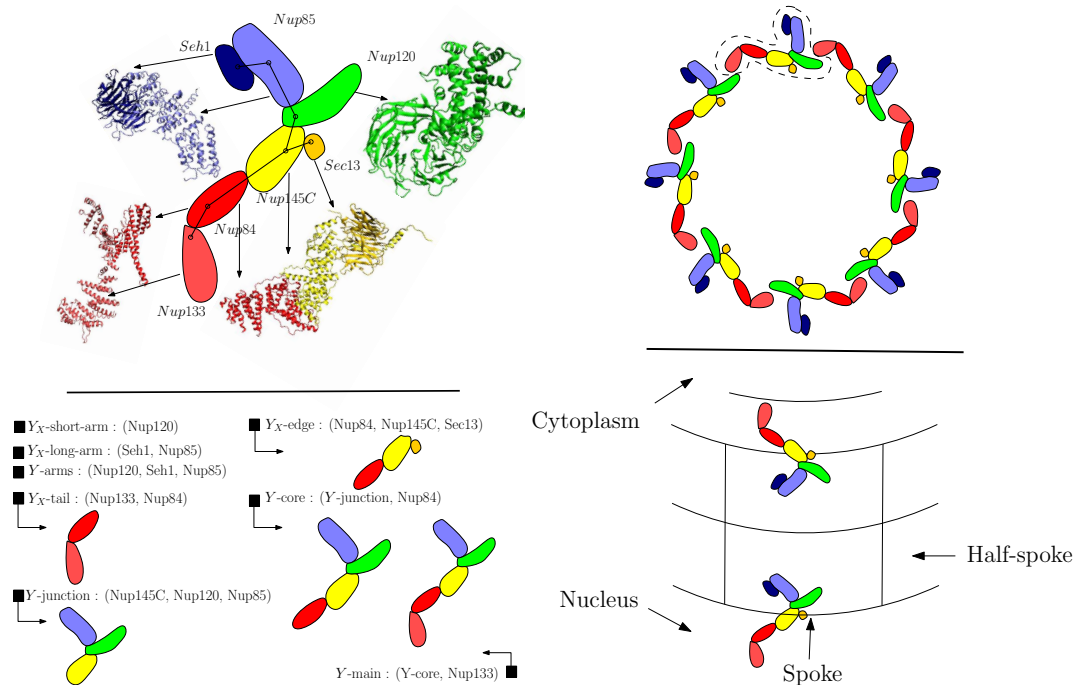 Nup85
Seh1
Nup120
Sec13
Nup145C
Nup84
Nup133
Y_X-short-arm : (Nup120)
Y_X-long-arm : (Seh1, Nup85)
Y-arms : (Nup120, Seh1, Nup85)
Y_X-tail : (Nup133, Nup84)
Y-junction : (Nup145C, Nup120, Nup85)
Y_X-edge : (Nup84, Nup145C, Sec13)
Y-core : (Y-junction, Nup84)
Y-main : (Y-core, Nup133)
Cytoplasm
Half-spoke
Nucleus
Spoke